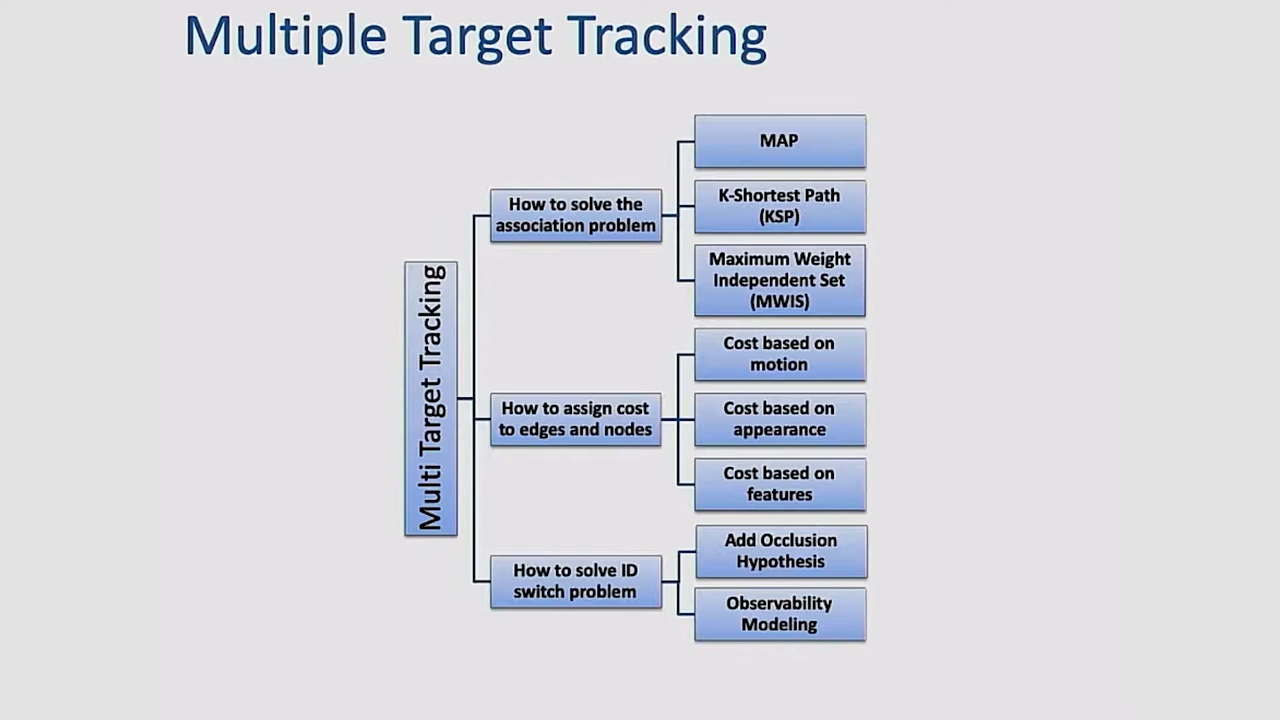 Multiple Target Tracking
Multi Target Tracking
How to solve the
association problem
MAP
K-Shortest Path
(KSP)
Maximum Weight
Independent Set
(MWIS)
How to assign cost
to edges and nodes
Cost based on
motion
Cost based on
appearance
Cost based on
features
How to solve ID
switch problem
Add Occlusion
Hypothesis
Observability
Modeling